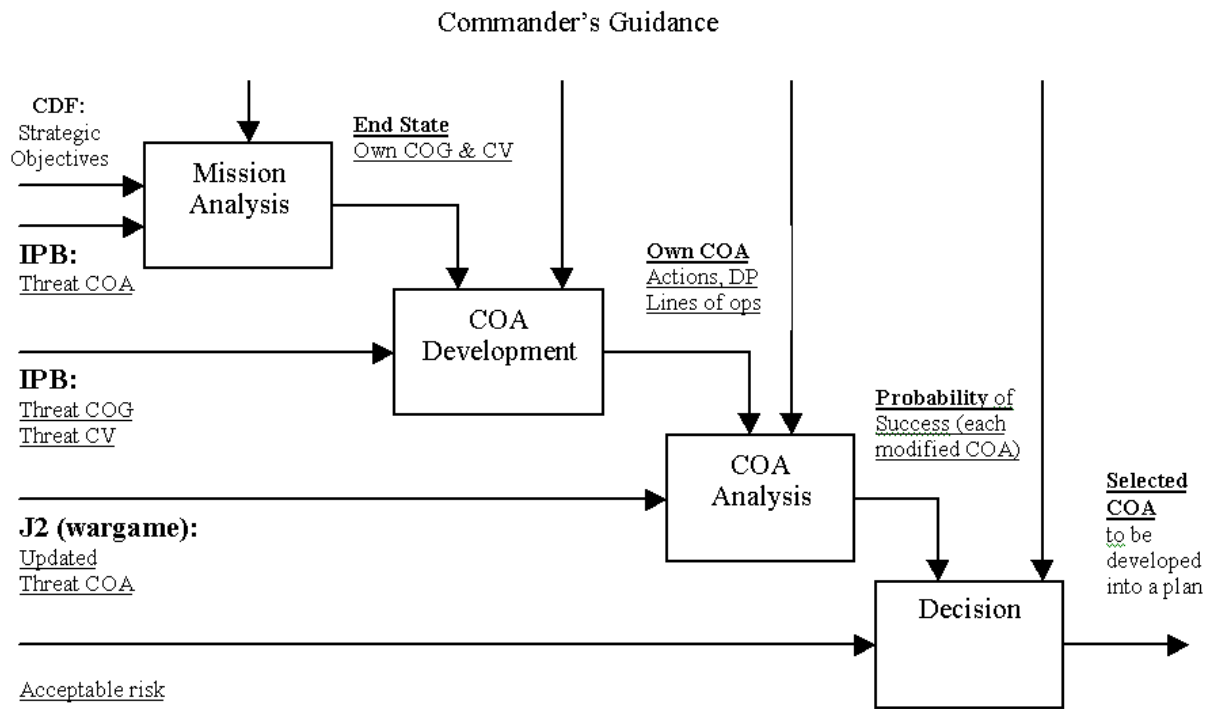 Commander's Guidance
CDF:
Strategic
Objectives
Mission
Analysis
End State
Own COG & CV
IPB:
Threat COA
COA
Development
Own COA
Actions, DP
Lines of ops
IPB:
Threat COG
Threat CV
COA
Analysis
Probability of
Success (each
modified COA)
J2 (wargame):
Updated
Threat COA
Decision
Selected
COA
to be
developed
into a plan
Acceptable risk